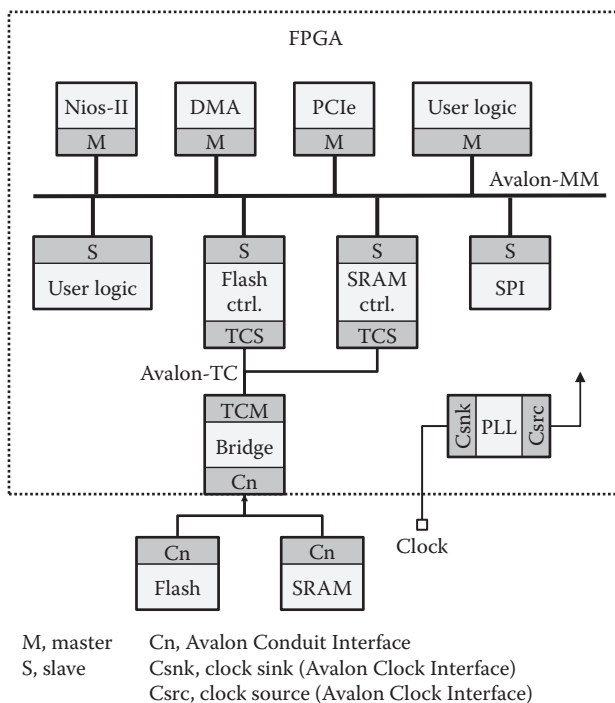 FPGA
Nios-II DMA PCIe User logic
M M M M
Avalon-MM
S S S S
User logic Flash ctrl. SRAM ctrl. SPI
TCS TCS
Avalon-TC
TCM
Bridge
Cn
Csnk PLL Csrc
Clock
Cn Cn
Flash SRAM
M, master Cn, Avalon Conduit Interface
S, slave Csnk, clock sink (Avalon Clock Interface)
Csrc, clock source (Avalon Clock Interface)